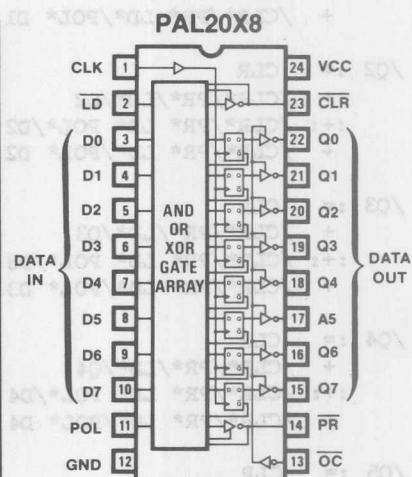 PAL20X8
CLK 1 24 VCC
LD 2 23 CLR
D0 3 22 Q0
D1 4 21 Q1
D2 5 20 Q2
D3 6 19 Q3
D4 7 18 Q4
D5 8 17 A5
D6 9 16 Q6
D7 10 15 Q7
POL 11 14 PR
GND 12 13 OC
DATA IN
AND
OR
XOR
GATE
ARRAY
DATA OUT